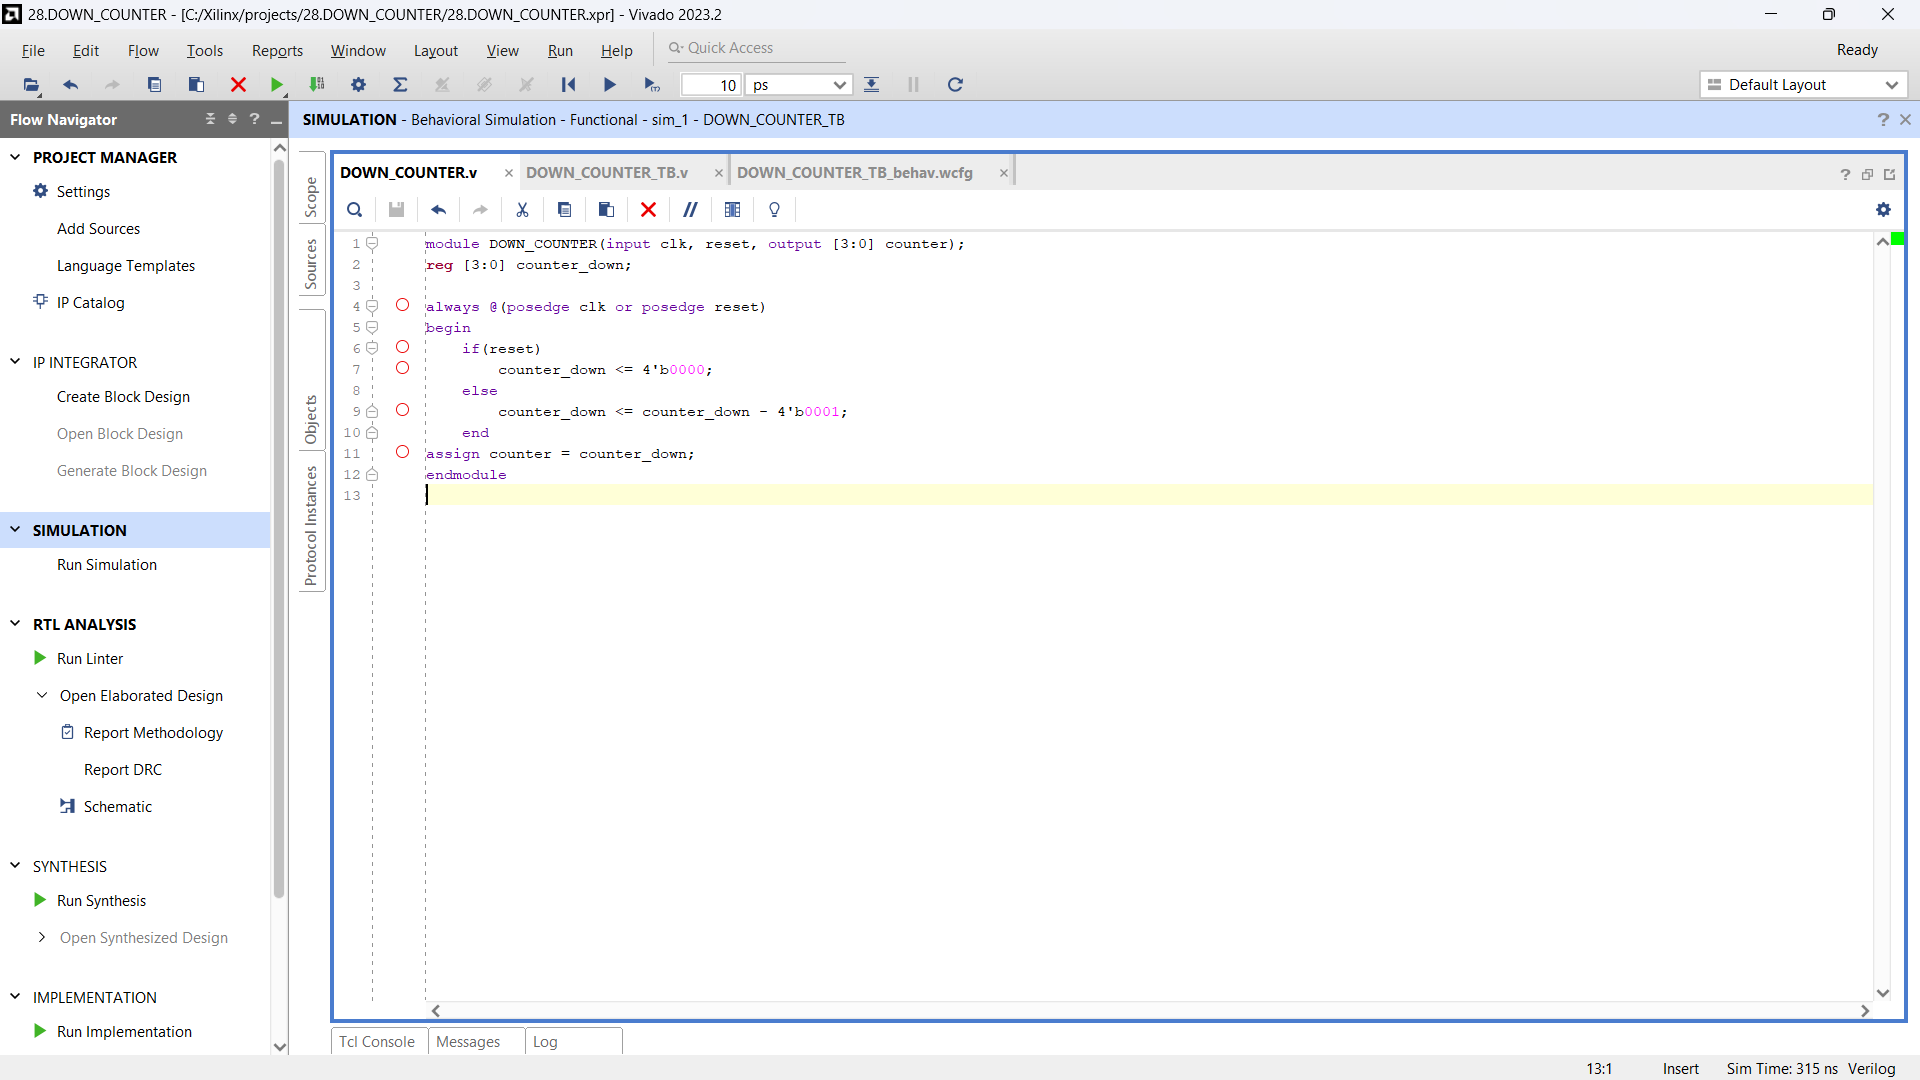 28.DOWN_COUNTER - [C:/Xilinx/projects/28.DOWN_COUNTER/28.DOWN_COUNTER.xpr] - Vivado 2023.2
File Edit Flow Tools Reports Window Layout View Run Help Quick Access Ready
10 ps Default Layout
Flow Navigator
SIMULATION - Behavioral Simulation - Functional - sim_1 - DOWN_COUNTER_TB
PROJECT MANAGER
Settings
Add Sources
Language Templates
IP Catalog
IP INTEGRATOR
Create Block Design
Open Block Design
Generate Block Design
SIMULATION
Run Simulation
RTL ANALYSIS
Run Linter
Open Elaborated Design
Report Methodology
Report DRC
Schematic
SYNTHESIS
Run Synthesis
Open Synthesized Design
IMPLEMENTATION
Run Implementation
Scope
Sources
Objects
Protocol Instances
DOWN_COUNTER.v DOWN_COUNTER_TB.v DOWN_COUNTER_TB_behav.wcfg
1 module DOWN_COUNTER(input clk, reset, output [3:0] counter);
2 reg [3:0] counter_down;
3
4 always @(posedge clk or posedge reset)
5 begin
6 if(reset)
7 counter_down <= 4'b0000;
8 else
9 counter_down <= counter_down - 4'b0001;
10 end
11 assign counter = counter_down;
12 endmodule
13
Tcl Console Messages Log
13:1 Insert Sim Time: 315 ns Verilog